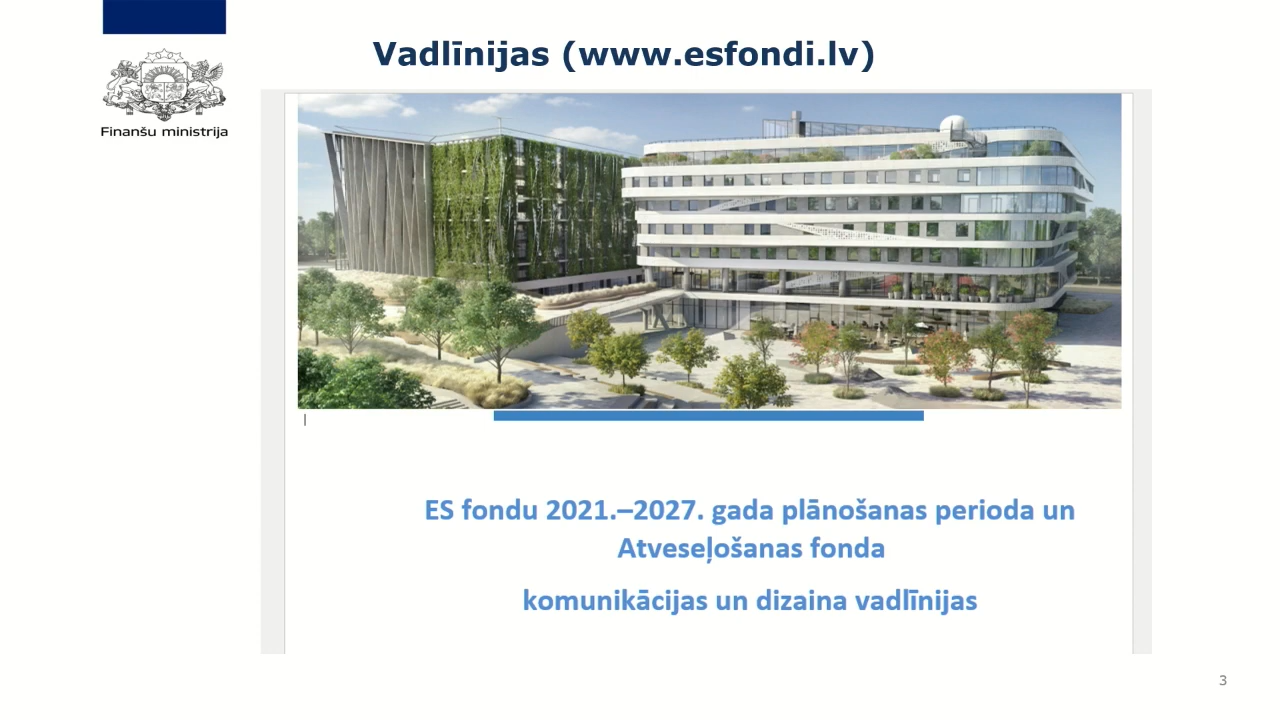 Vadlīnijas (www.esfondi.lv)
Finanšu ministrija
ES fondu 2021.–2027. gada plānošanas perioda un
Atveseļošanas fonda
komunikācijas un dizaina vadlīnijas
3